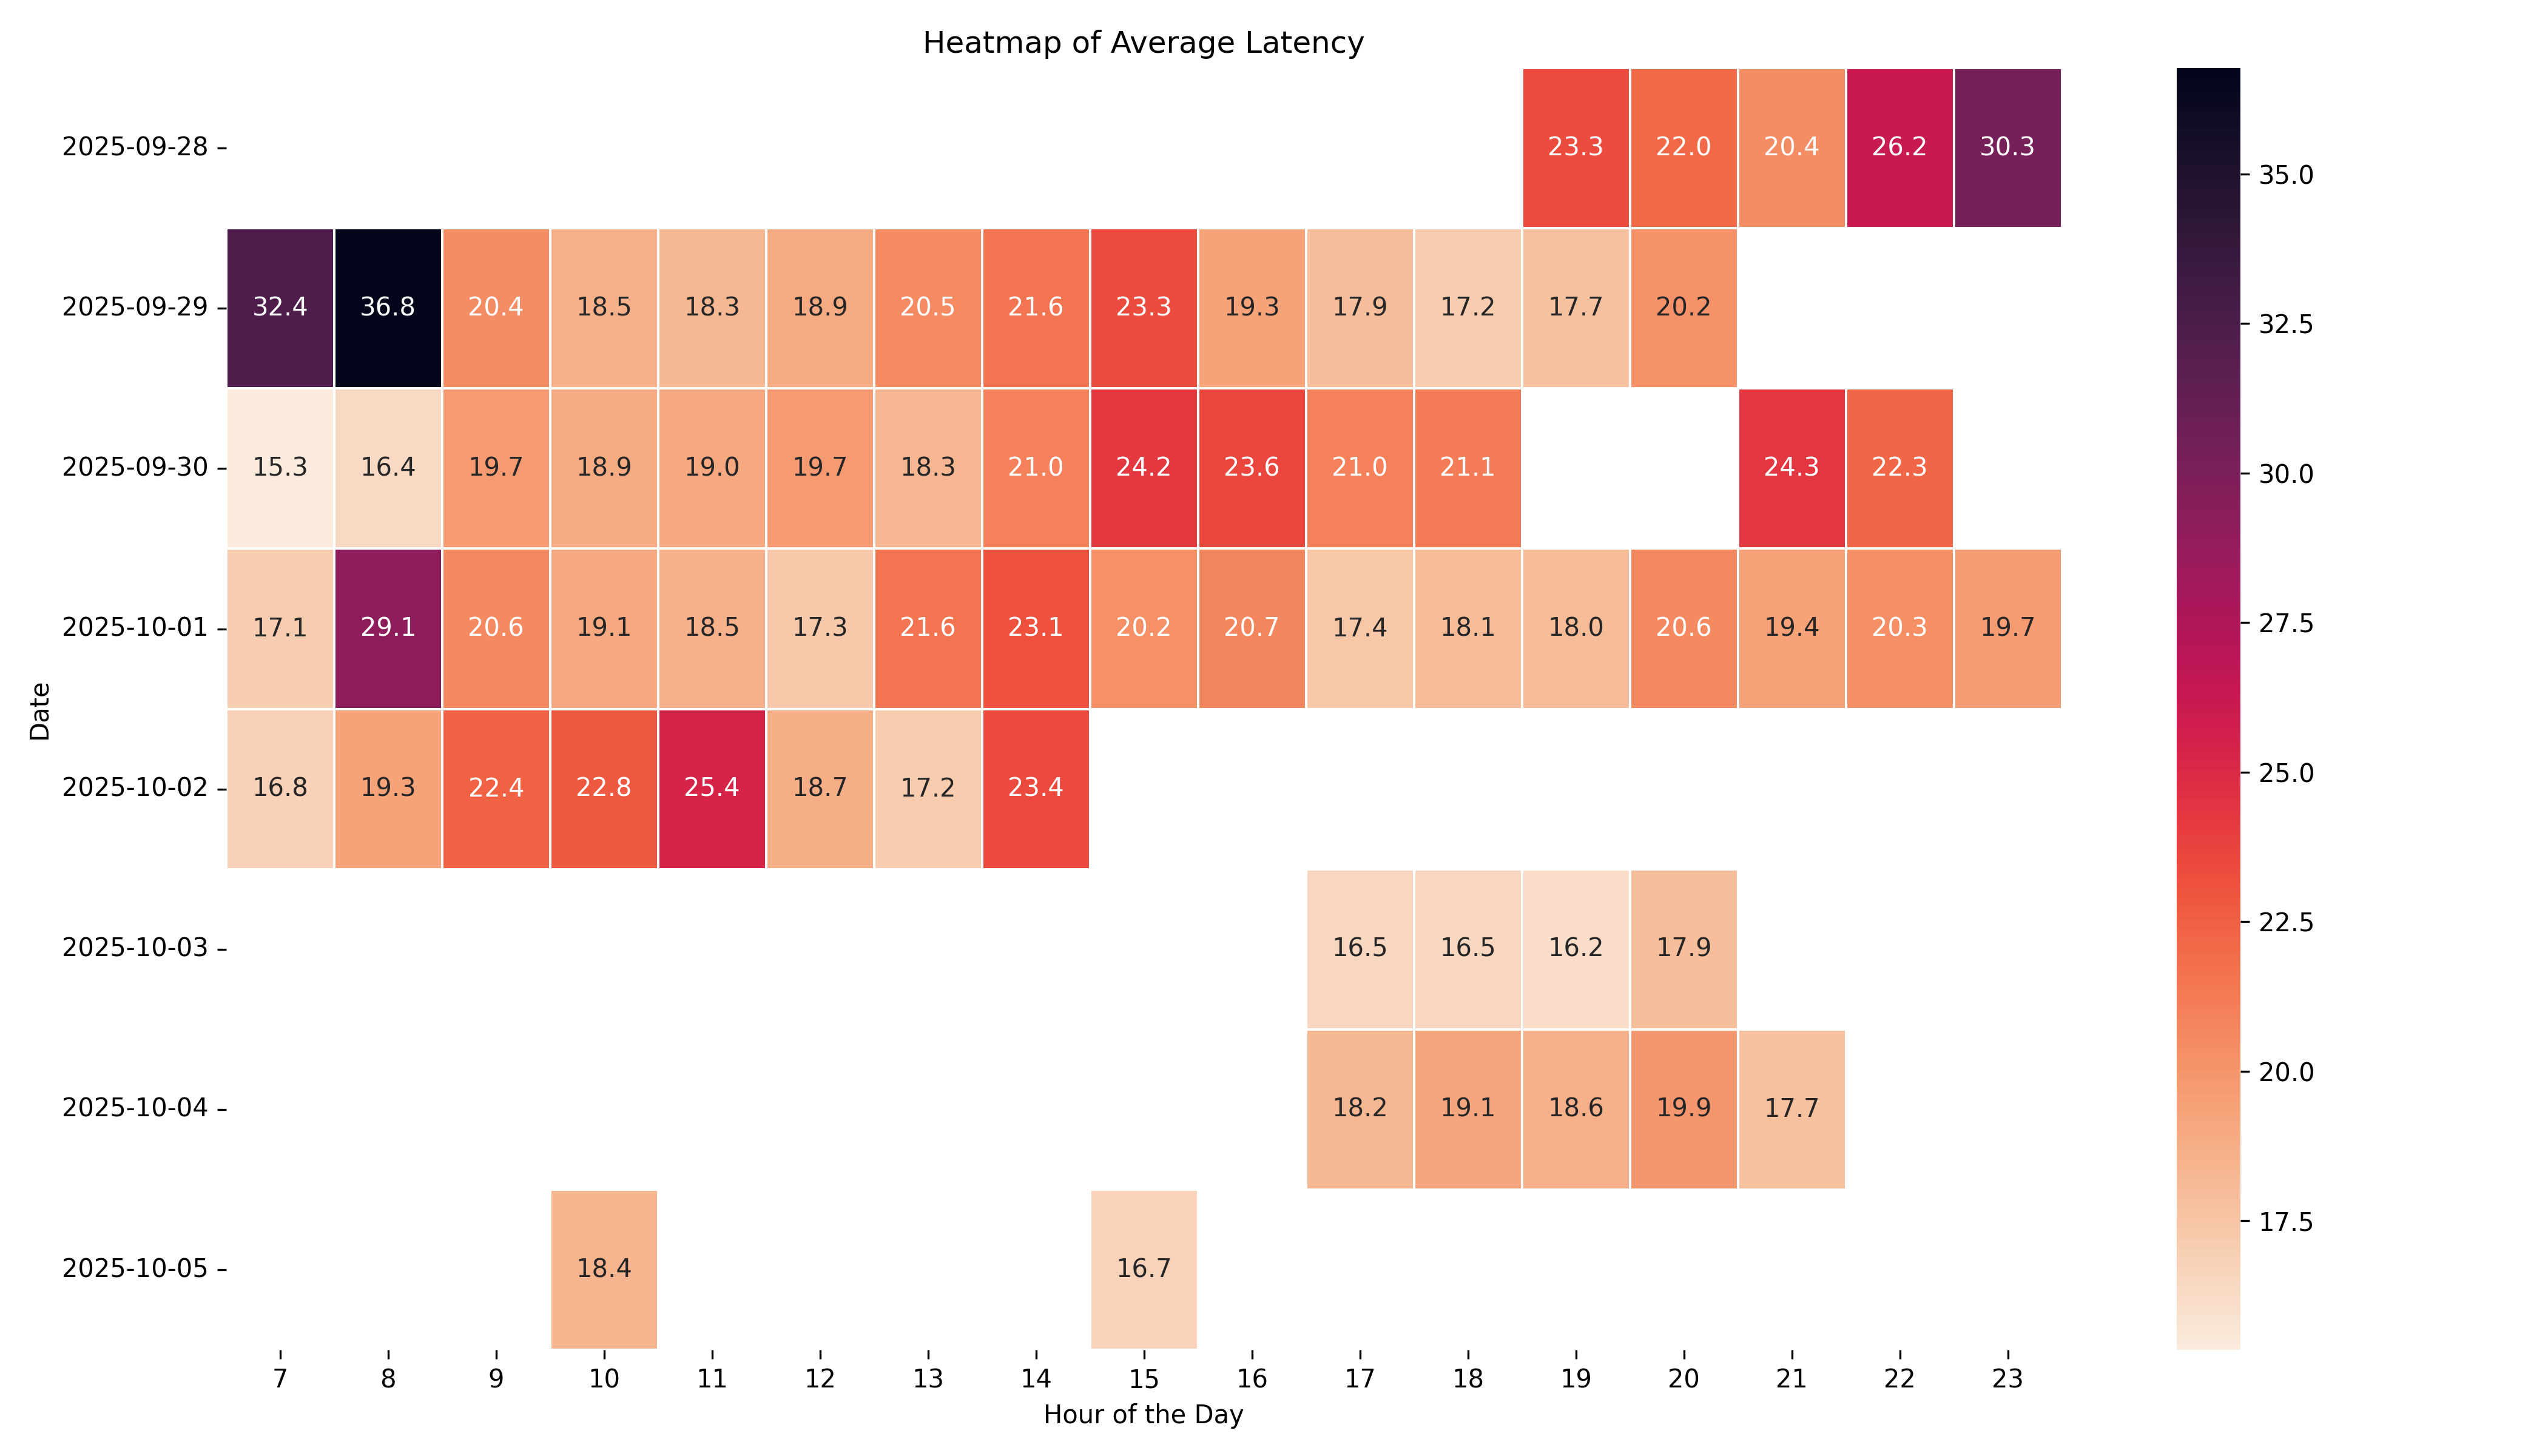 Heatmap of Average Latency
2025-09-28 23.3 22.0 20.4 26.2 30.3
2025-09-29 32.4 36.8 20.4 18.5 18.3 18.9 20.5 21.6 23.3 19.3 17.9 17.2 17.7 20.2
2025-09-30 15.3 16.4 19.7 18.9 19.0 19.7 18.3 21.0 24.2 23.6 21.0 21.1 24.3 22.3
2025-10-01 17.1 29.1 20.6 19.1 18.5 17.3 21.6 23.1 20.2 20.7 17.4 18.1 18.0 20.6 19.4 20.3 19.7
2025-10-02 16.8 19.3 22.4 22.8 25.4 18.7 17.2 23.4
2025-10-03 16.5 16.5 16.2 17.9
2025-10-04 18.2 19.1 18.6 19.9 17.7
2025-10-05 18.4 16.7
7 8 9 10 11 12 13 14 15 16 17 18 19 20 21 22 23
Hour of the Day
Date
35.0
32.5
30.0
27.5
25.0
22.5
20.0
17.5